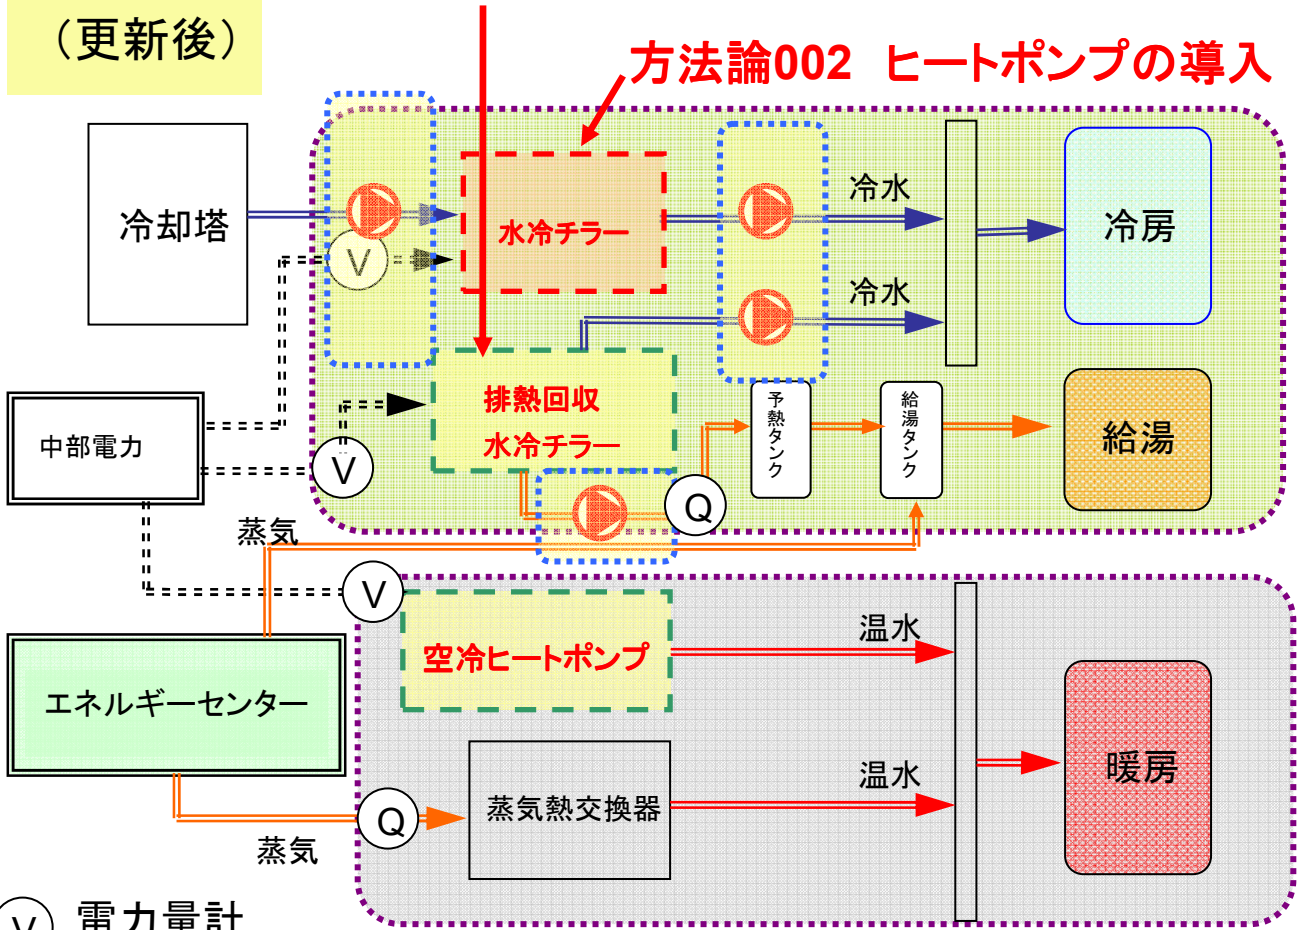 （更新後）
方法論002 ヒートポンプの導入
冷却塔
V
水冷チラー
冷水
冷水
冷房
排熱回収
水冷チラー
中部電力
V
Q
予熱タンク
給湯タンク
給湯
蒸気
V
空冷ヒートポンプ
温水
エネルギーセンター
暖房
温水
蒸気熱交換器
Q
蒸気
V 電力量計